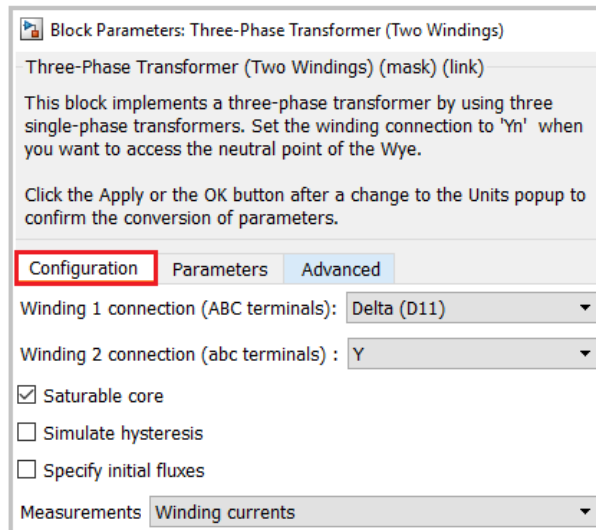 Block Parameters: Three-Phase Transformer (Two Windings)
Three-Phase Transformer (Two Windings) (mask) (link)
This block implements a three-phase transformer by using three
single-phase transformers. Set the winding connection to 'Yn' when
you want to access the neutral point of the Wye.
Click the Apply or the OK button after a change to the Units popup to
confirm the conversion of parameters.
Configuration Parameters Advanced
Winding 1 connection (ABC terminals): Delta (D11)
Winding 2 connection (abc terminals) : Y
Saturable core
Simulate hysteresis
Specify initial fluxes
Measurements Winding currents